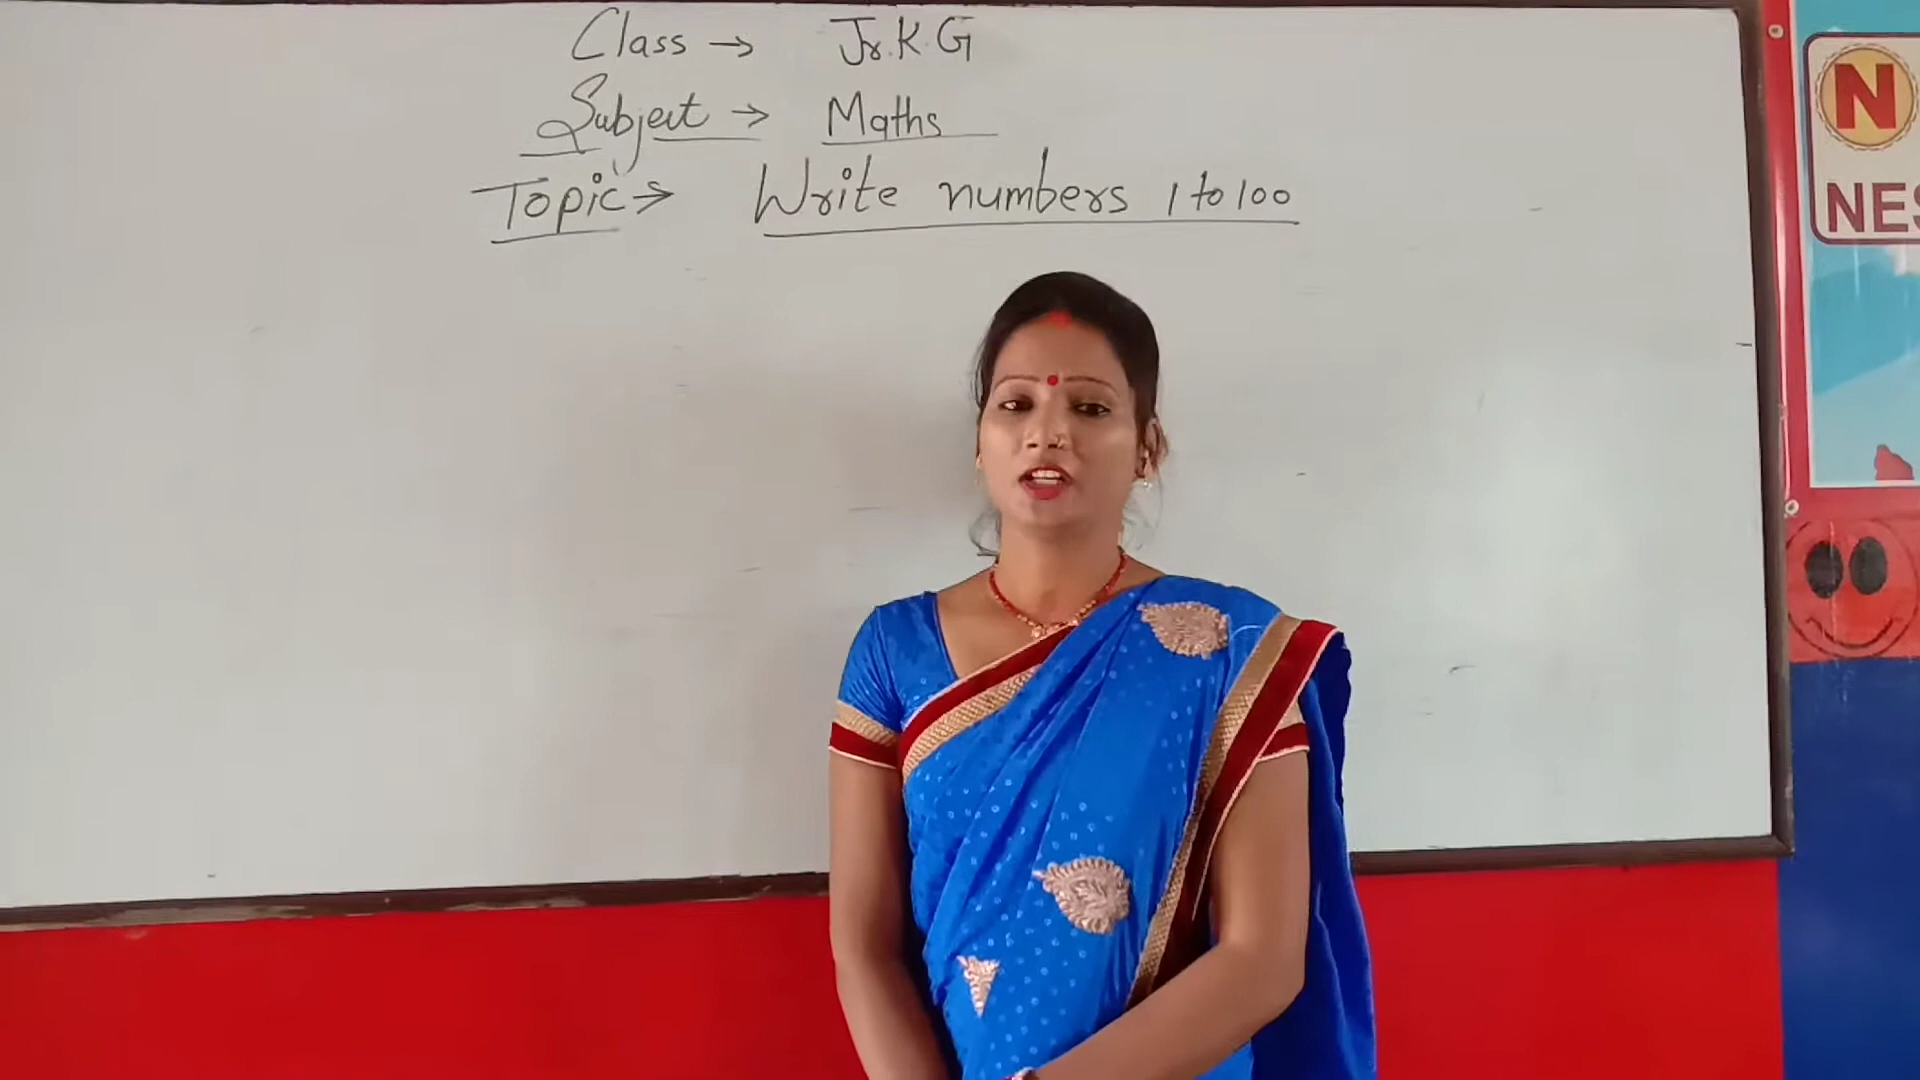 Class → Jr.K.G
Subject → Maths
Topic → Write numbers 1 to 100
N
NES